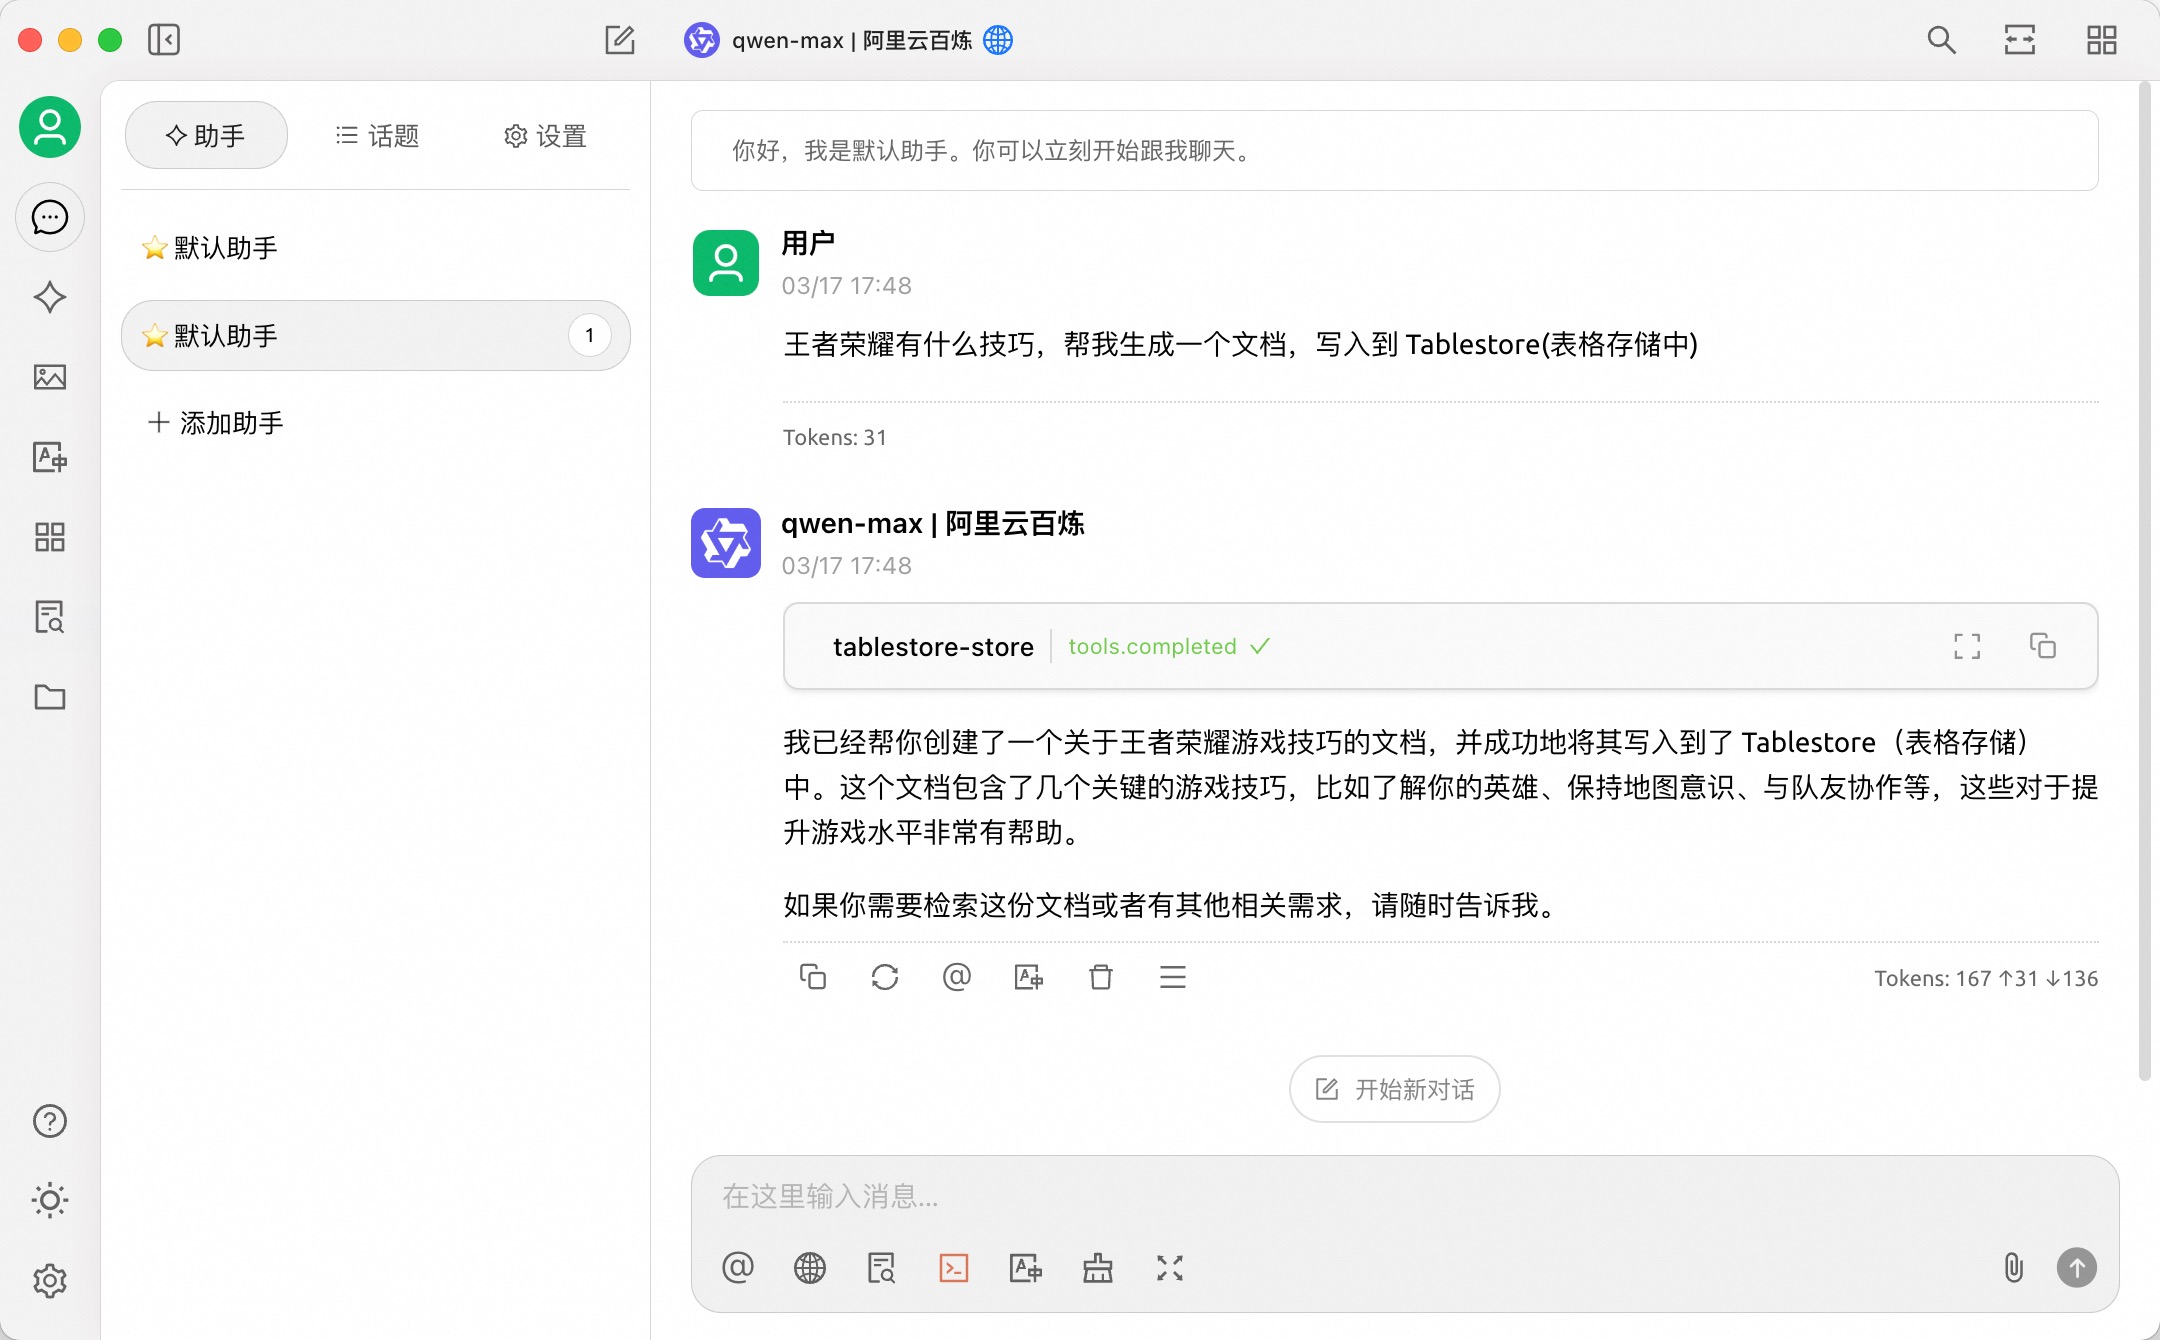 qwen-max | 阿里云百炼
助手
话题
设置
默认助手
默认助手
1
添加助手
你好，我是默认助手。你可以立刻开始跟我聊天。
用户
03/17 17:48
王者荣耀有什么技巧，帮我生成一个文档，写入到 Tablestore(表格存储中)
Tokens: 31
qwen-max | 阿里云百炼
03/17 17:48
tablestore-store
tools.completed
我已经帮你创建了一个关于王者荣耀游戏技巧的文档，并成功地将其写入到了 Tablestore（表格存储）
中。这个文档包含了几个关键的游戏技巧，比如了解你的英雄、保持地图意识、与队友协作等，这些对于提
升游戏水平非常有帮助。
如果你需要检索这份文档或者有其他相关需求，请随时告诉我。
Tokens: 167 ↑31 ↓136
开始新对话
在这里输入消息...